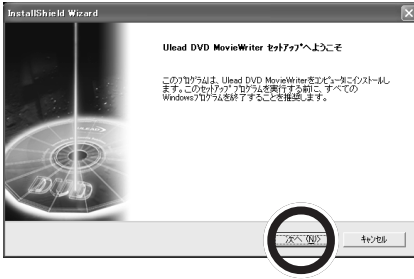 InstallShield Wizard
Ulead DVD MovieWriter セットアップへようこそ
このプログラムは、Ulead DVD MovieWriterをコンピュータにインストールし
ます。このセットアップ プログラムを実行する前に、すべての
Windowsプログラムを終了することを推奨します。
ULEAD
DVD
次へ (N)>
キャンセル